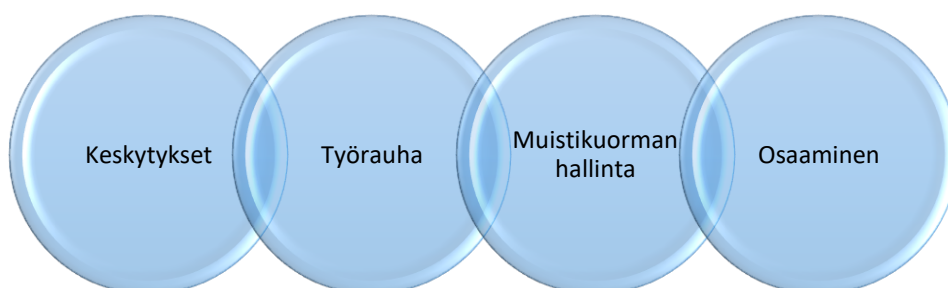 Keskytykset
Työrauha
Muistikuorman
hallinta
Osaaminen